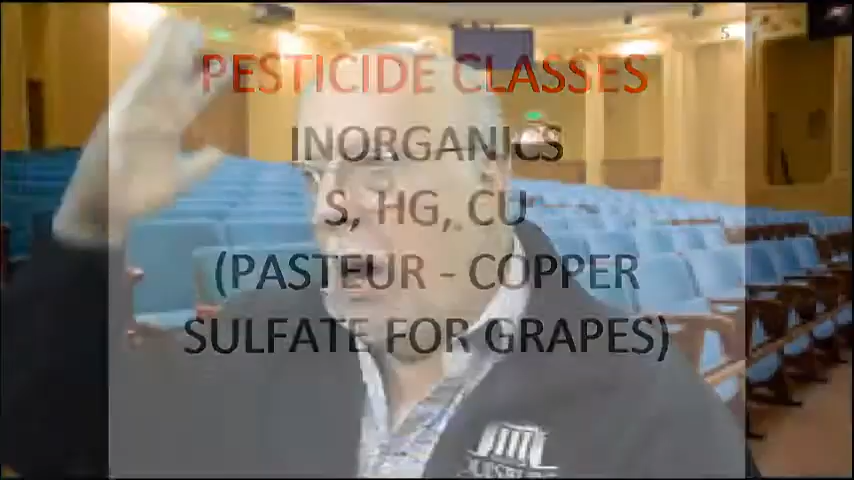 PESTICIDE CLASSES
INORGANICS
S, HG, CU
(PASTEUR - COPPER
SULFATE FOR GRAPES)